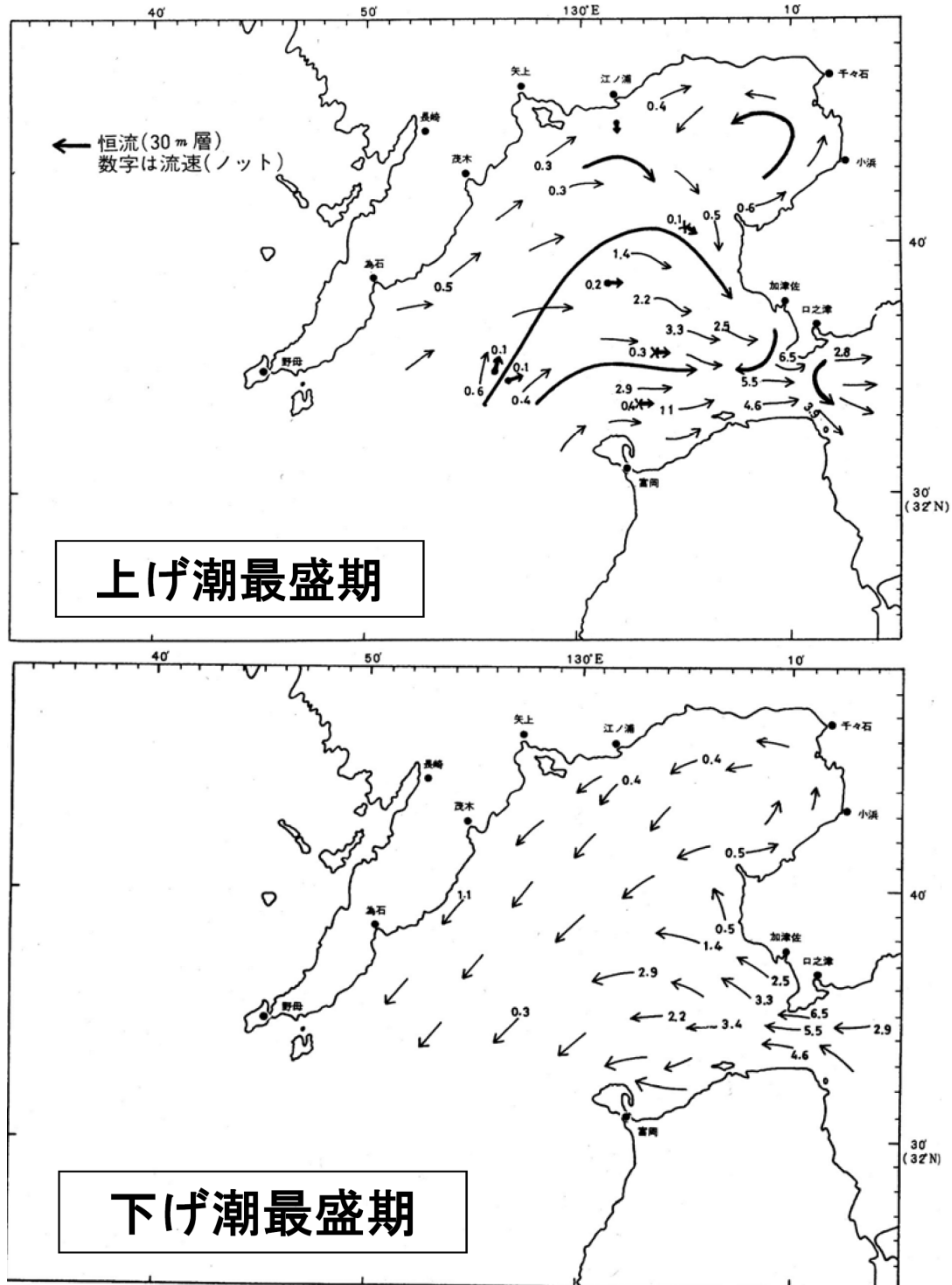 40′ 50′ 130°E 10′
千々石
矢上 江ノ浦
0.4
長崎
小浜
恒流(30m層)
数字は流速(ノット)
茂木
0.3
0.3
0.6
0.1 0.5
40′
1.4
為石
0.5
0.2
加津佐
口之津
2.2
3.3 2.5
0.1
0.3
6.5 2.8
野母
0.1
0.6
0.4
2.9 5.5
0.4 1.1 4.6 3.9
富岡
30′
(32°N)
上げ潮最盛期
40′ 50′ 130°E 10′
40′ 50′ 130°E 10′
矢上 江ノ浦 千々石
長崎
0.4 0.4
茂木
小浜
0.5
1.1
40′
為石
0.5
1.4
加津佐
口之津
2.9 2.5
3.3
0.3 2.2 3.4 6.5
野母
5.5 2.9
4.6
富岡
30′
(32°N)
下げ潮最盛期